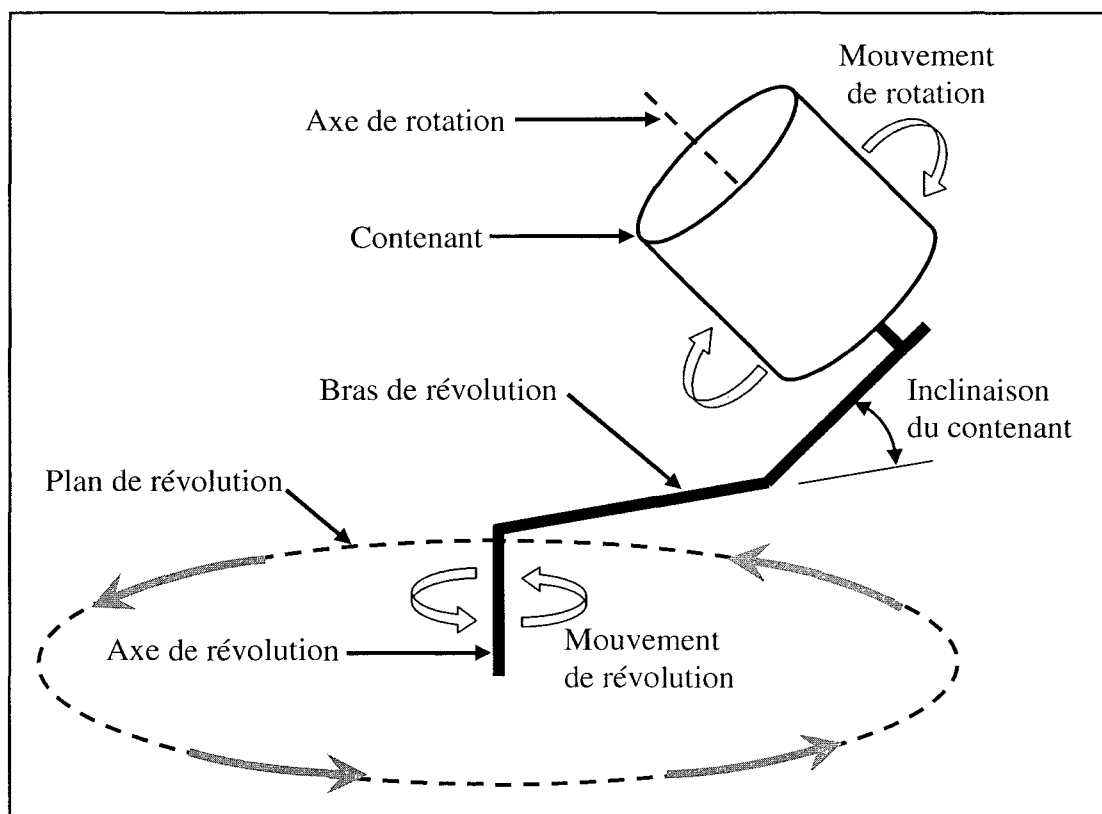 Mouvement
de rotation
Axe de rotation
Contenant
Bras de révolution
Inclinaison
du contenant
Plan de révolution
Axe de révolution
Mouvement
de révolution